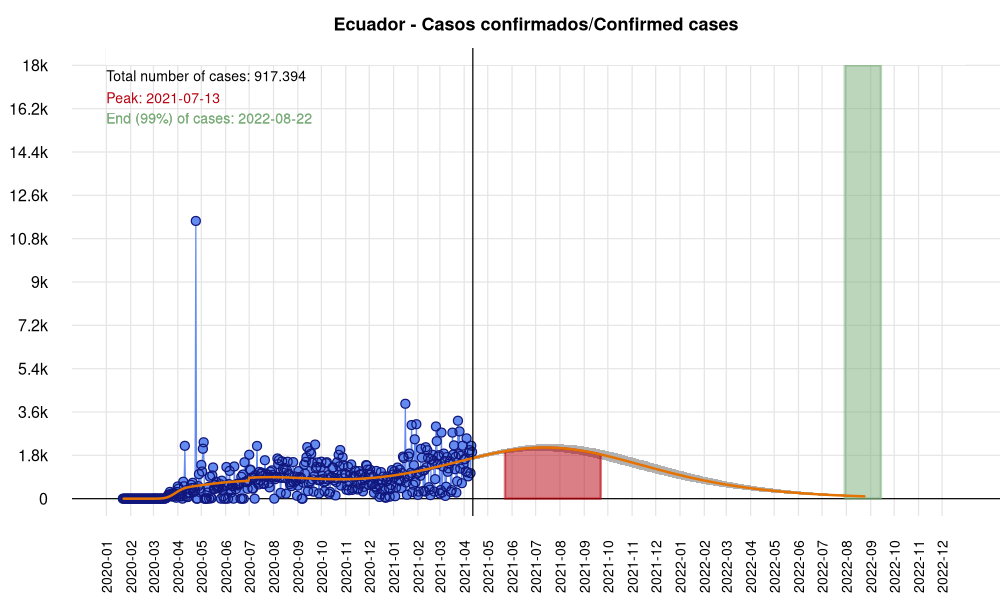 Ecuador - Casos confirmados/Confirmed cases
18k
16.2k
14.4k
12.6k
10.8k
9k
7.2k
5.4k
3.6k
1.8k
0
Total number of cases: 917.394
Peak: 2021-07-13
End (99%) of cases: 2022-08-22
2020-01
2020-02
2020-03
2020-04
2020-05
2020-06
2020-07
2020-08
2020-09
2020-10
2020-11
2020-12
2021-01
2021-02
2021-03
2021-04
2021-05
2021-06
2021-07
2021-08
2021-09
2021-10
2021-11
2021-12
2022-01
2022-02
2022-03
2022-04
2022-05
2022-06
2022-07
2022-08
2022-09
2022-10
2022-11
2022-12